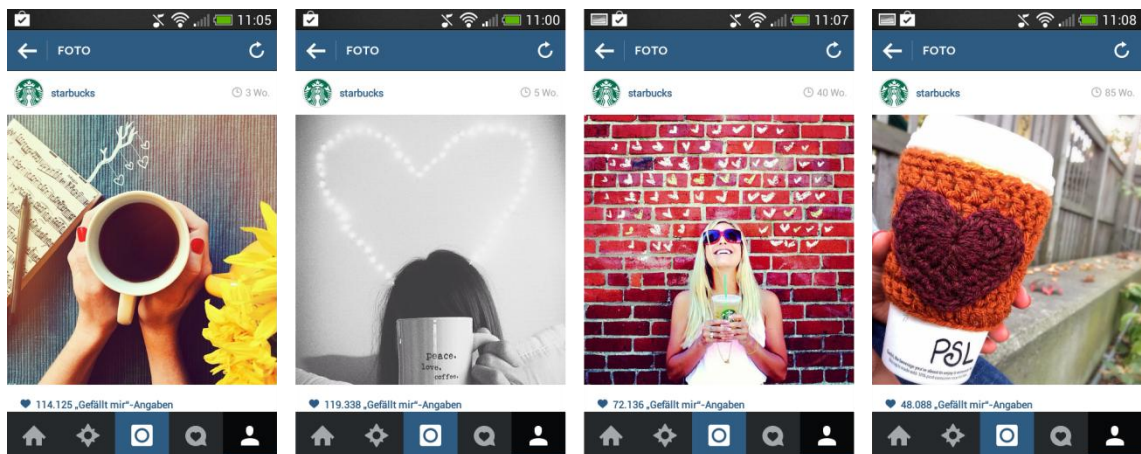 11:05
FOTO
starbucks
3 Wo.
114.125 „Gefällt mir“-Angaben
11:00
FOTO
starbucks
5 Wo.
peace.
love.
coffee.
119.338 „Gefällt mir“-Angaben
11:07
FOTO
starbucks
40 Wo.
72.136 „Gefällt mir“-Angaben
11:08
FOTO
starbucks
85 Wo.
PSL
48.088 „Gefällt mir“-Angaben